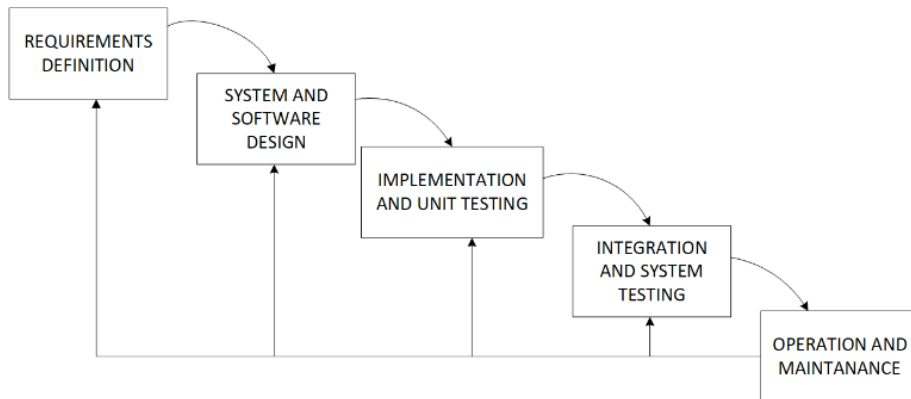 REQUIREMENTS
DEFINITION
SYSTEM AND
SOFTWARE
DESIGN
IMPLEMENTATION
AND UNIT TESTING
INTEGRATION
AND SYSTEM
TESTING
OPERATION AND
MAINTANANCE